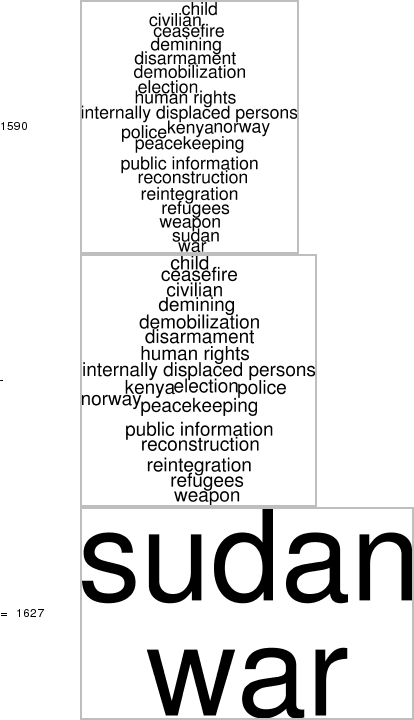 child
civilian
ceasefire
demining
disarmament
demobilization
election
human rights
internally displaced persons
1590
police kenya norway
peacekeeping
public information
reconstruction
reintegration
refugees
weapon
sudan
war
child
ceasefire
civilian
demining
demobilization
disarmament
human rights
internally displaced persons
-
kenya election police
norway
peacekeeping
public information
reconstruction
reintegration
refugees
weapon
sudan
= 1627
war